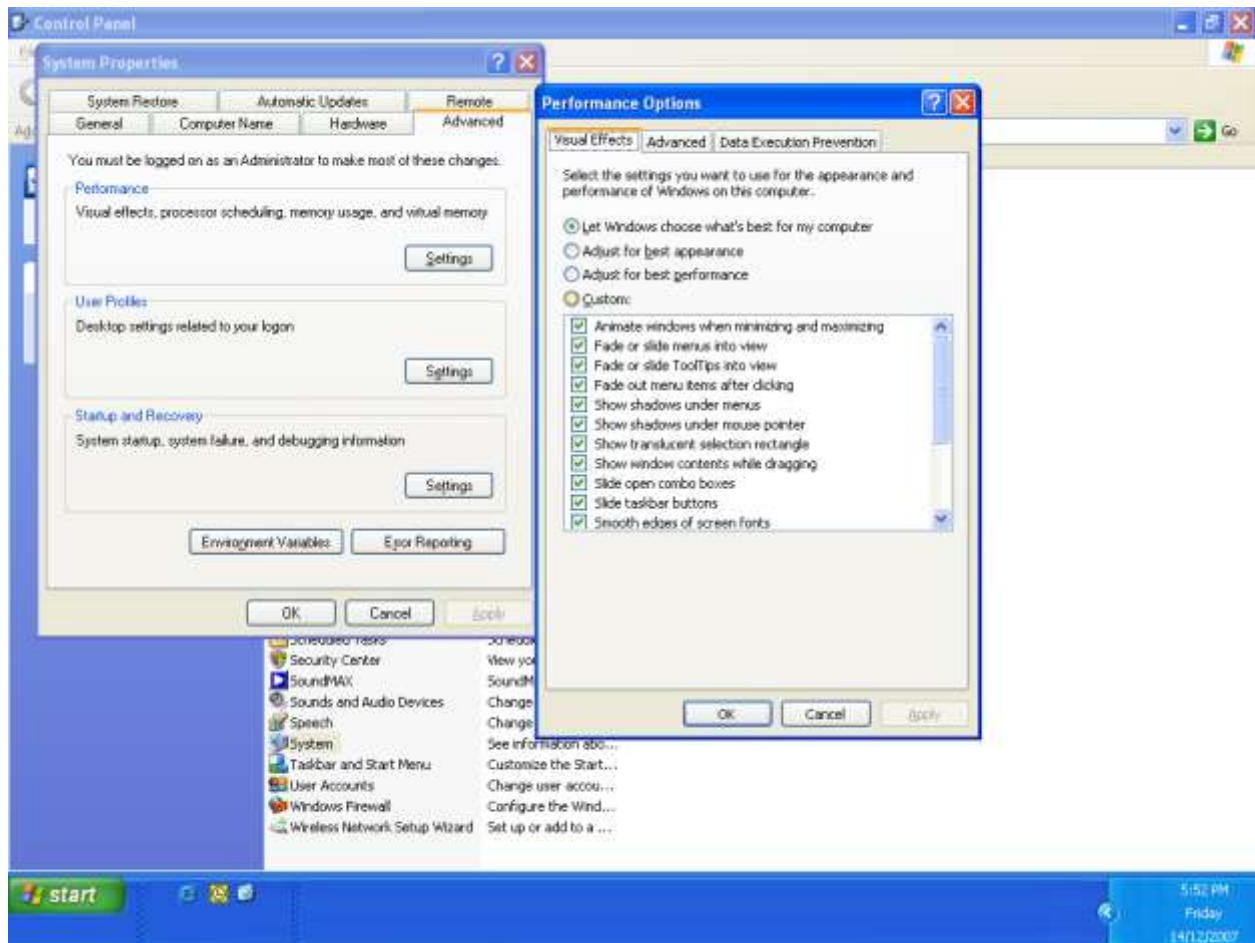 Control Panel
System Properties
System Restore
Automatic Updates
Remote
General
Computer Name
Hardware
Advanced
You must be logged on as an Administrator to make most of these changes.
Performance
Visual effects, processor scheduling, memory usage, and virtual memory
Settings
User Profiles
Desktop settings related to your logon
Settings
Startup and Recovery
System startup, system failure, and debugging information
Settings
Environment Variables
Error Reporting
OK
Cancel
Apply
Performance Options
Visual Effects
Advanced
Data Execution Prevention
Select the settings you want to use for the appearance and
performance of Windows on this computer.
Let Windows choose what's best for my computer
Adjust for best appearance
Adjust for best performance
Custom:
Animate windows when minimizing and maximizing
Fade or slide menus into view
Fade or slide ToolTips into view
Fade out menu items after clicking
Show shadows under menus
Show shadows under mouse pointer
Show translucent selection rectangle
Show window contents while dragging
Slide open combo boxes
Slide taskbar buttons
Smooth edges of screen fonts
OK
Cancel
Apply
Go
Scheduled Tasks
Security Center View yo
SoundMAX SoundM
Sounds and Audio Devices Change
Speech Change
System See information abo...
Taskbar and Start Menu Customize the Start...
User Accounts Change user accou...
Windows Firewall Configure the Wind...
Wireless Network Setup Wizard Set up or add to a ...
start
5:52 PM
Friday
14/12/2007